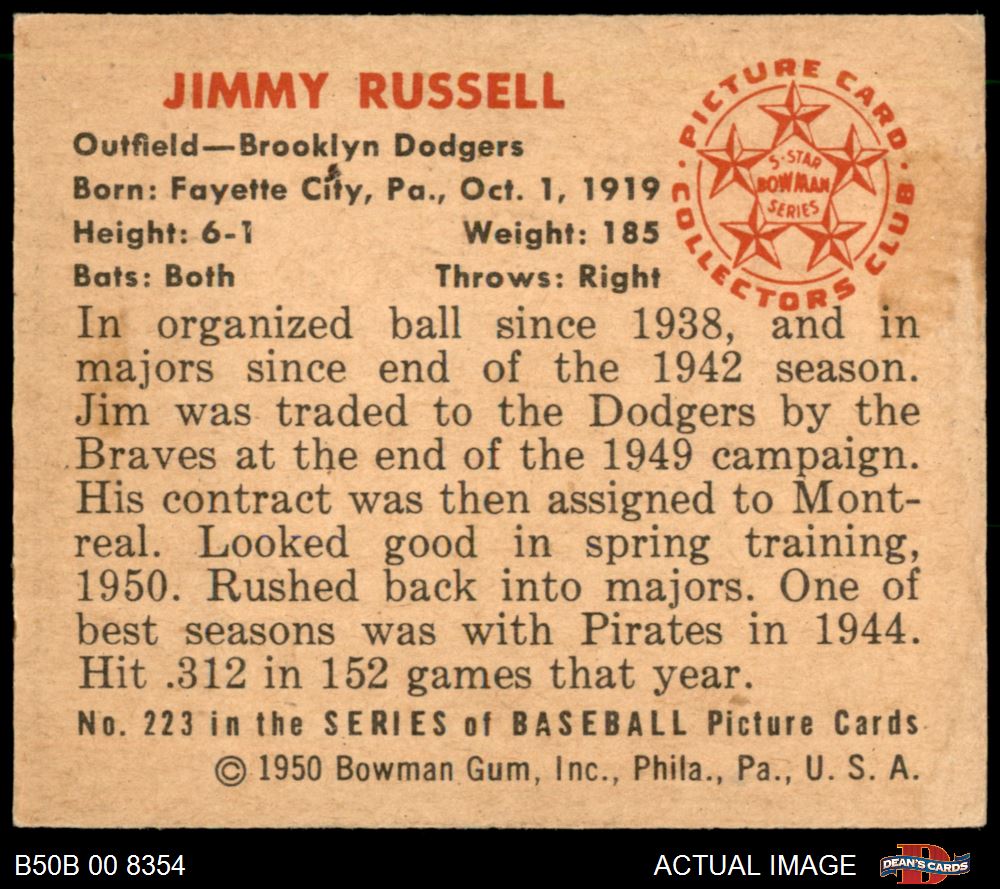 JIMMY RUSSELL
Outfield—Brooklyn Dodgers
Born: Fayette City, Pa., Oct. 1, 1919
Height: 6-1 Weight: 185
Bats: Both Throws: Right
PICTURE CARD
COLLECTORS CLUB
5-STAR
BOWMAN
SERIES
In organized ball since 1938, and in
majors since end of the 1942 season.
Jim was traded to the Dodgers by the
Braves at the end of the 1949 campaign.
His contract was then assigned to Mont-
real. Looked good in spring training,
1950. Rushed back into majors. One of
best seasons was with Pirates in 1944.
Hit .312 in 152 games that year.
No. 223 in the SERIES of BASEBALL Picture Cards
© 1950 Bowman Gum, Inc., Phila., Pa., U. S. A.
B50B 00 8354
ACTUAL IMAGE
D
DEAN'S CARDS